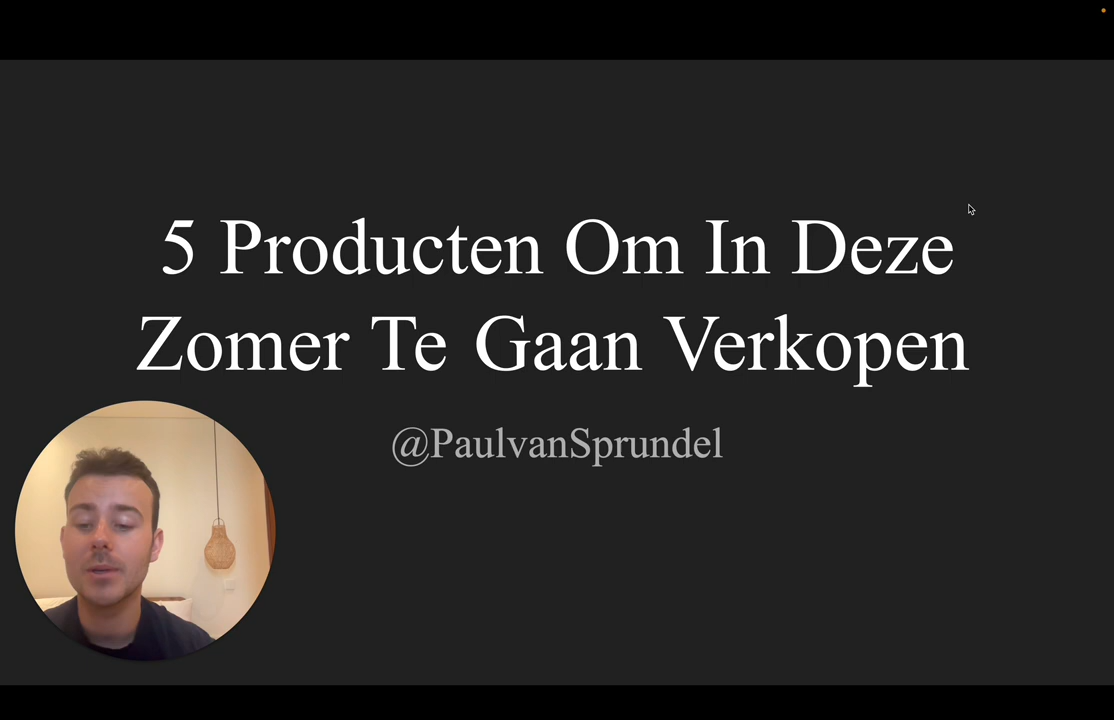 5 Producten Om In Deze
Zomer Te Gaan Verkopen
@PaulvanSprundel